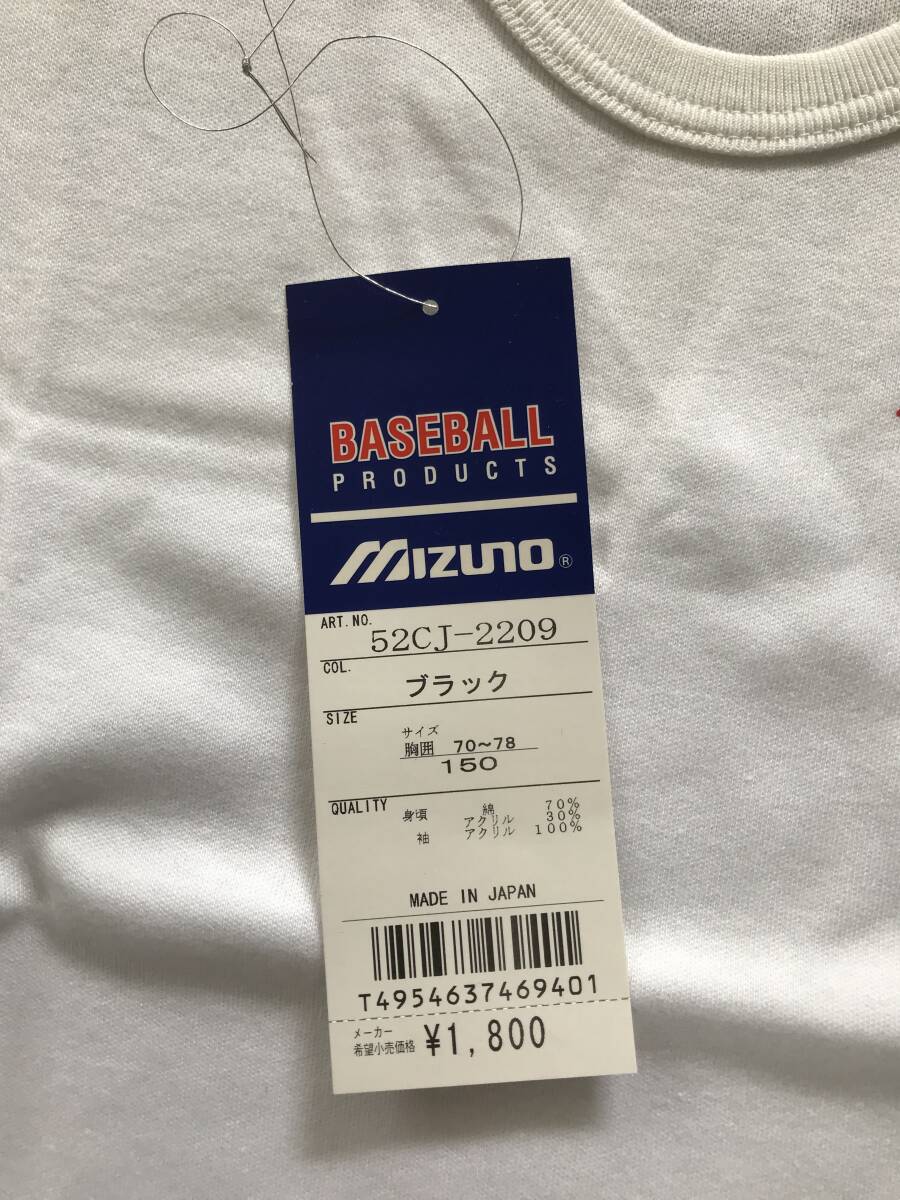 BASEBALL
PRODUCTS
MIZUNO®
ART.NO. 52CJ-2209
COL. ブラック
SIZE
サイズ
胸囲 70～78
150
QUALITY 身頃 綿 70%
アクリル 30%
袖 アクリル 100%
MADE IN JAPAN
T4954637469401
メーカー
希望小売価格 ¥1,800